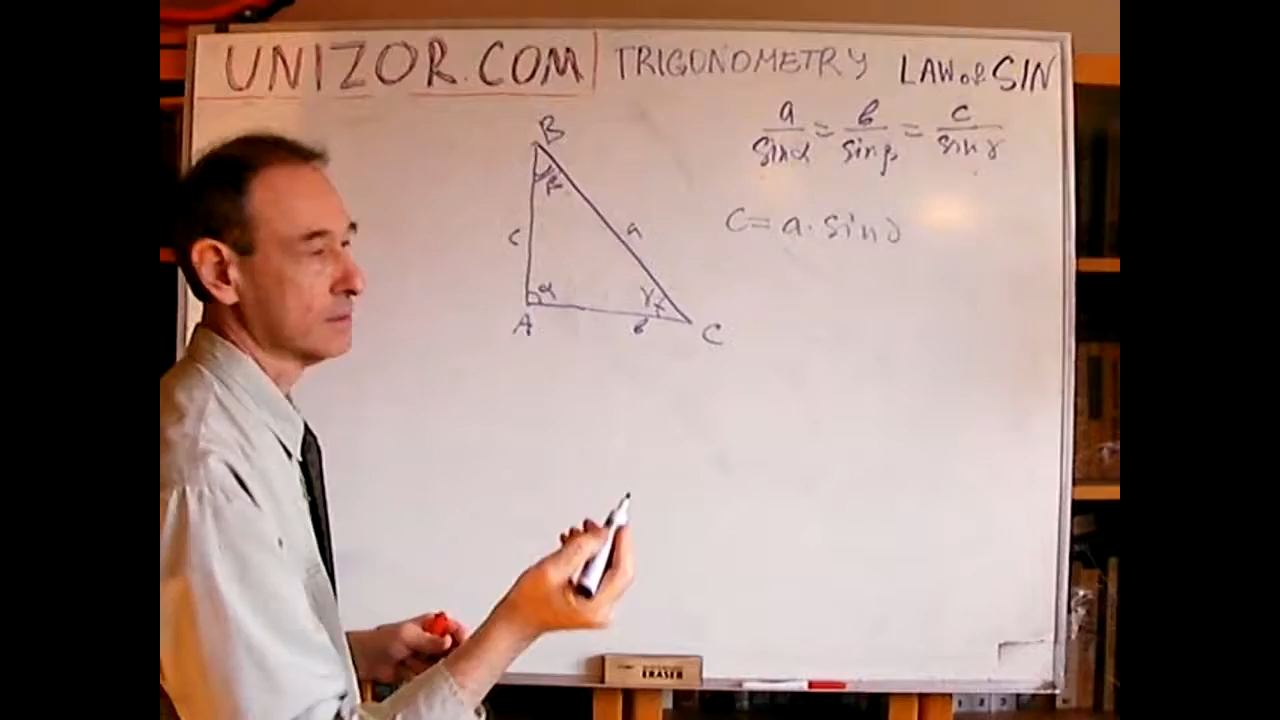 UNIZOR.COM | TRIGONOMETRY LAW OF SIN
a/sinα = b/sinβ = c/sinγ
B
β
c a
c = a · sinγ
α γ
A b C
ERASER